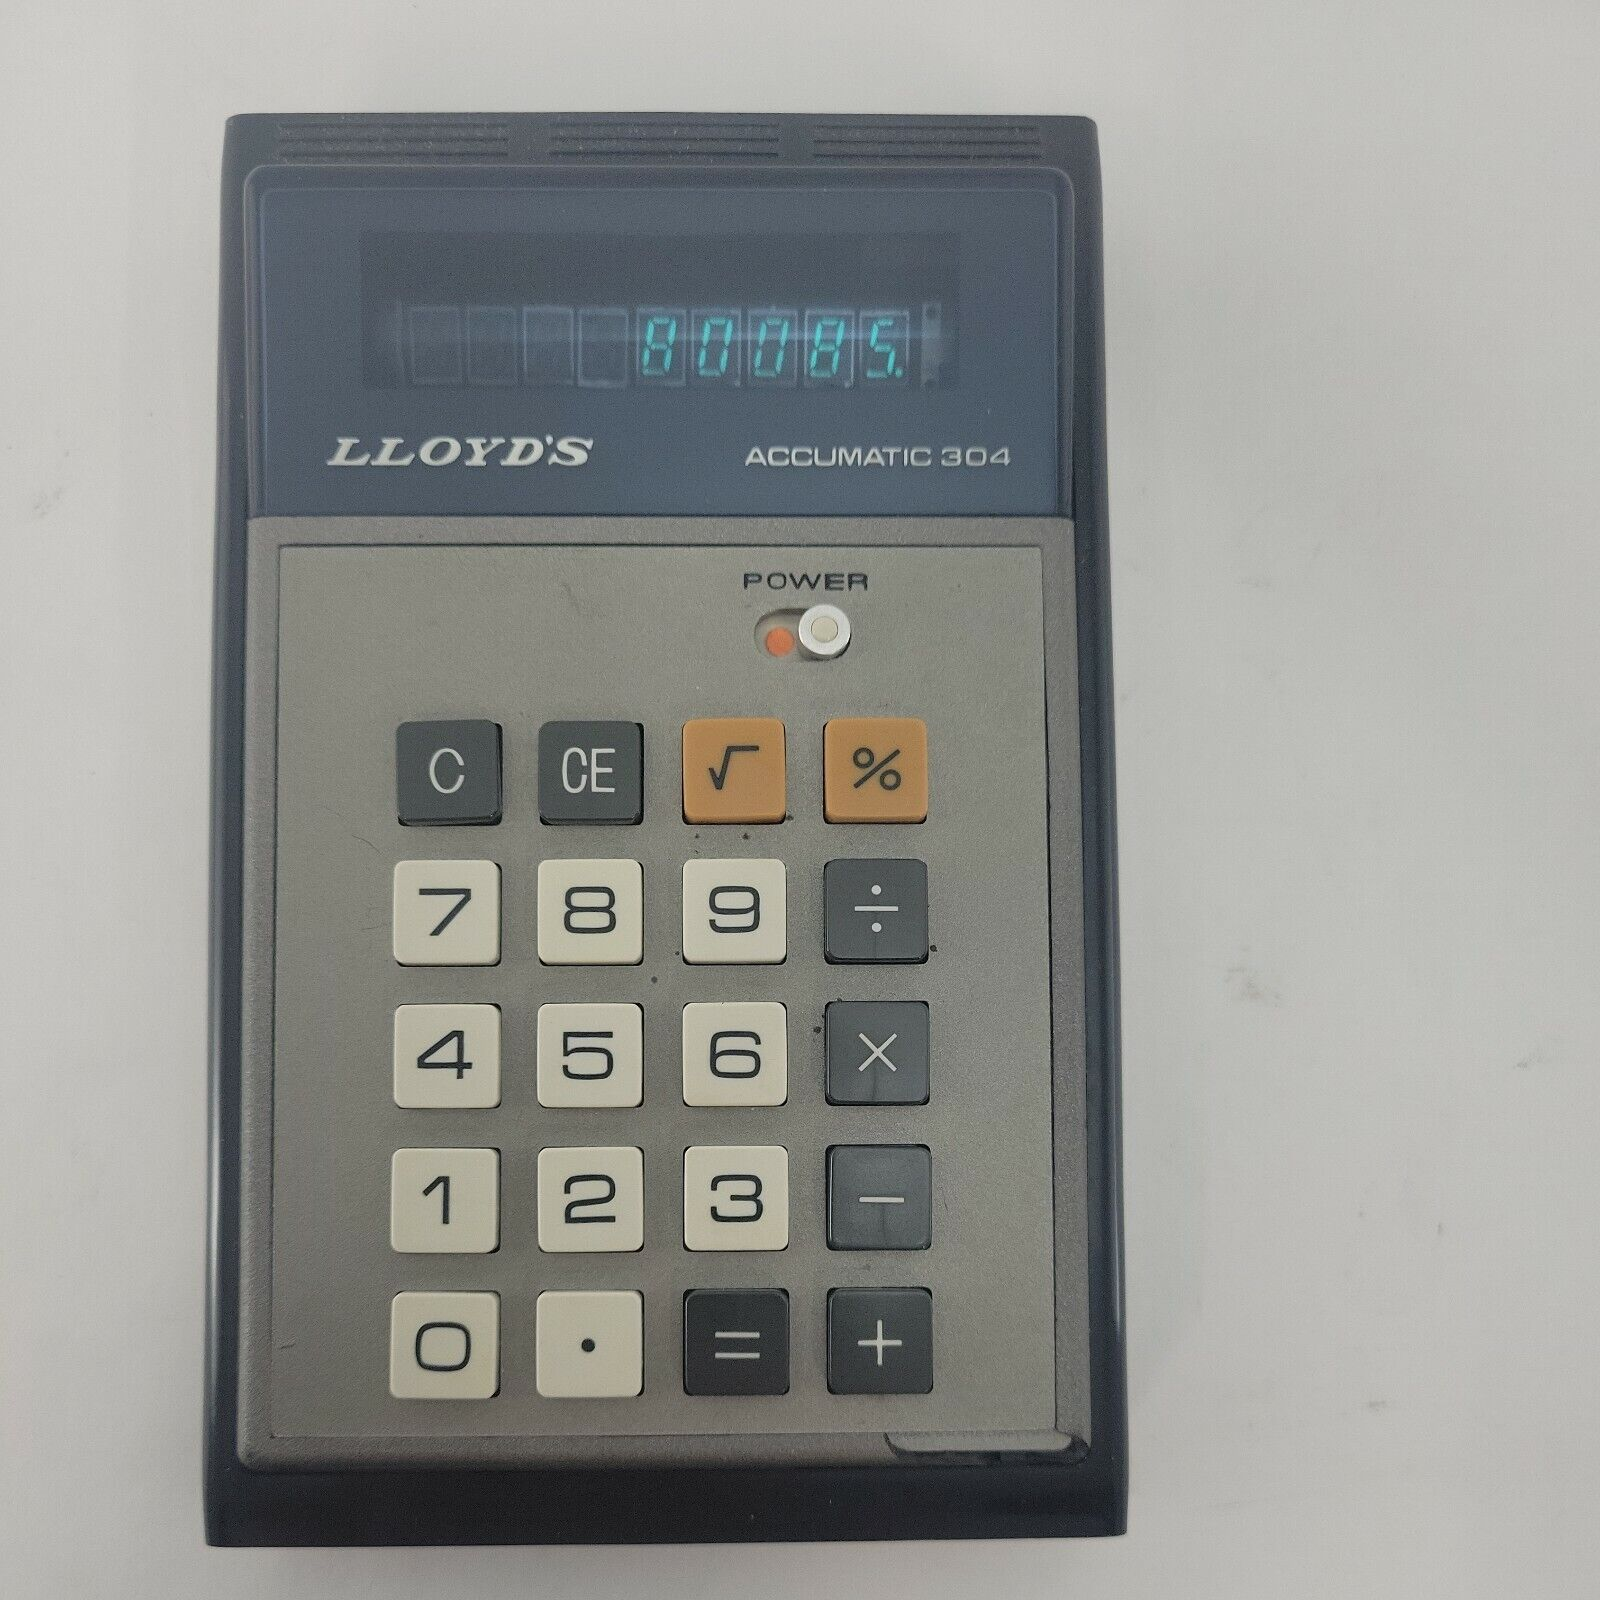 80085.
LLOYD'S ACCUMATIC 304
POWER
C CE √ %
7 8 9 ÷
4 5 6 ×
1 2 3 −
0 . = +